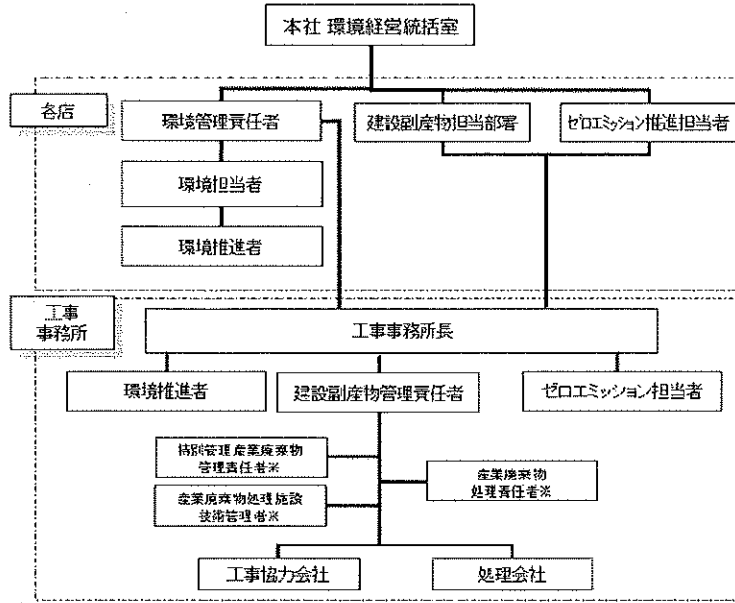 本社 環境経営統括室
各店
環境管理責任者
建設副産物担当部署
ゼロエミッション推進担当者
環境担当者
環境推進者
工事
事務所
工事事務所長
環境推進者
建設副産物管理責任者
ゼロエミッション担当者
特別管理産業廃棄物
管理責任者※
産業廃棄物
処理責任者※
産業廃棄物処理施設
技術管理者※
工事協力会社
処理会社